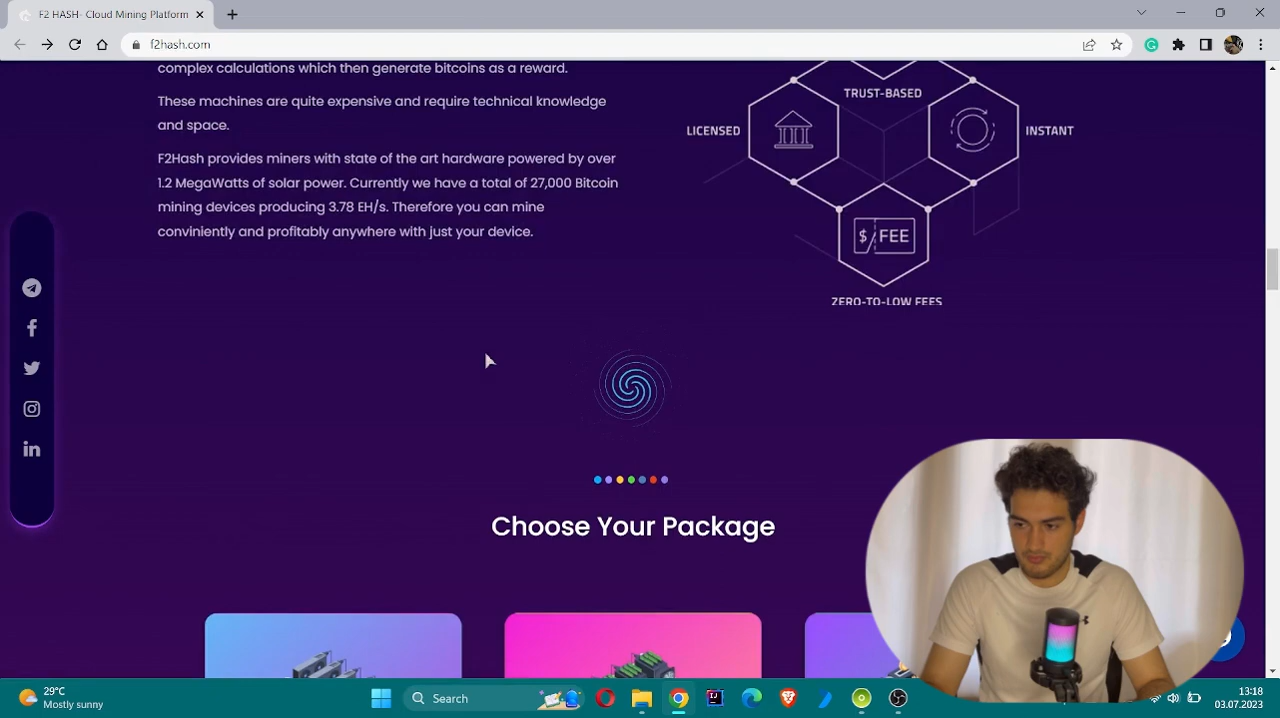 F2 HASH- Cloud Mining Platform
f2hash.com
complex calculations which then generate bitcoins as a reward.
These machines are quite expensive and require technical knowledge
and space.
F2Hash provides miners with state of the art hardware powered by over
1.2 MegaWatts of solar power. Currently we have a total of 27,000 Bitcoin
mining devices producing 3.78 EH/s. Therefore you can mine
conviniently and profitably anywhere with just your device.
TRUST-BASED
LICENSED
INSTANT
$/FEE
ZERO-TO-LOW FEES
Choose Your Package
29°C
Mostly sunny
Search
13:18
03.07.2023